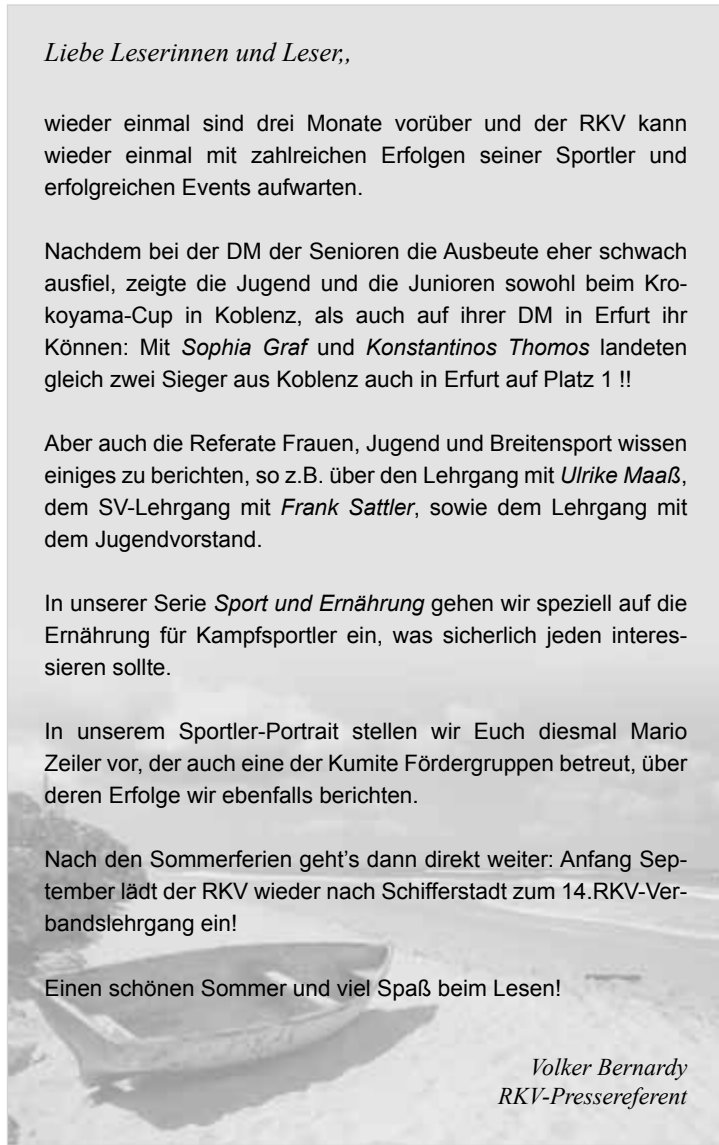 Liebe Leserinnen und Leser,,
wieder einmal sind drei Monate vorüber und der RKV kann
wieder einmal mit zahlreichen Erfolgen seiner Sportler und
erfolgreichen Events aufwarten.
Nachdem bei der DM der Senioren die Ausbeute eher schwach
ausfiel, zeigte die Jugend und die Junioren sowohl beim Kro-
koyama-Cup in Koblenz, als auch auf ihrer DM in Erfurt ihr
Können: Mit Sophia Graf und Konstantinos Thomos landeten
gleich zwei Sieger aus Koblenz auch in Erfurt auf Platz 1 !!
Aber auch die Referate Frauen, Jugend und Breitensport wissen
einiges zu berichten, so z.B. über den Lehrgang mit Ulrike Maaß,
dem SV-Lehrgang mit Frank Sattler, sowie dem Lehrgang mit
dem Jugendvorstand.
In unserer Serie Sport und Ernährung gehen wir speziell auf die
Ernährung für Kampfsportler ein, was sicherlich jeden interes-
sieren sollte.
In unserem Sportler-Portrait stellen wir Euch diesmal Mario
Zeiler vor, der auch eine der Kumite Fördergruppen betreut, über
deren Erfolge wir ebenfalls berichten.
Nach den Sommerferien geht's dann direkt weiter: Anfang Sep-
tember lädt der RKV wieder nach Schifferstadt zum 14.RKV-Ver-
bandslehrgang ein!
Einen schönen Sommer und viel Spaß beim Lesen!
Volker Bernardy
RKV-Pressereferent